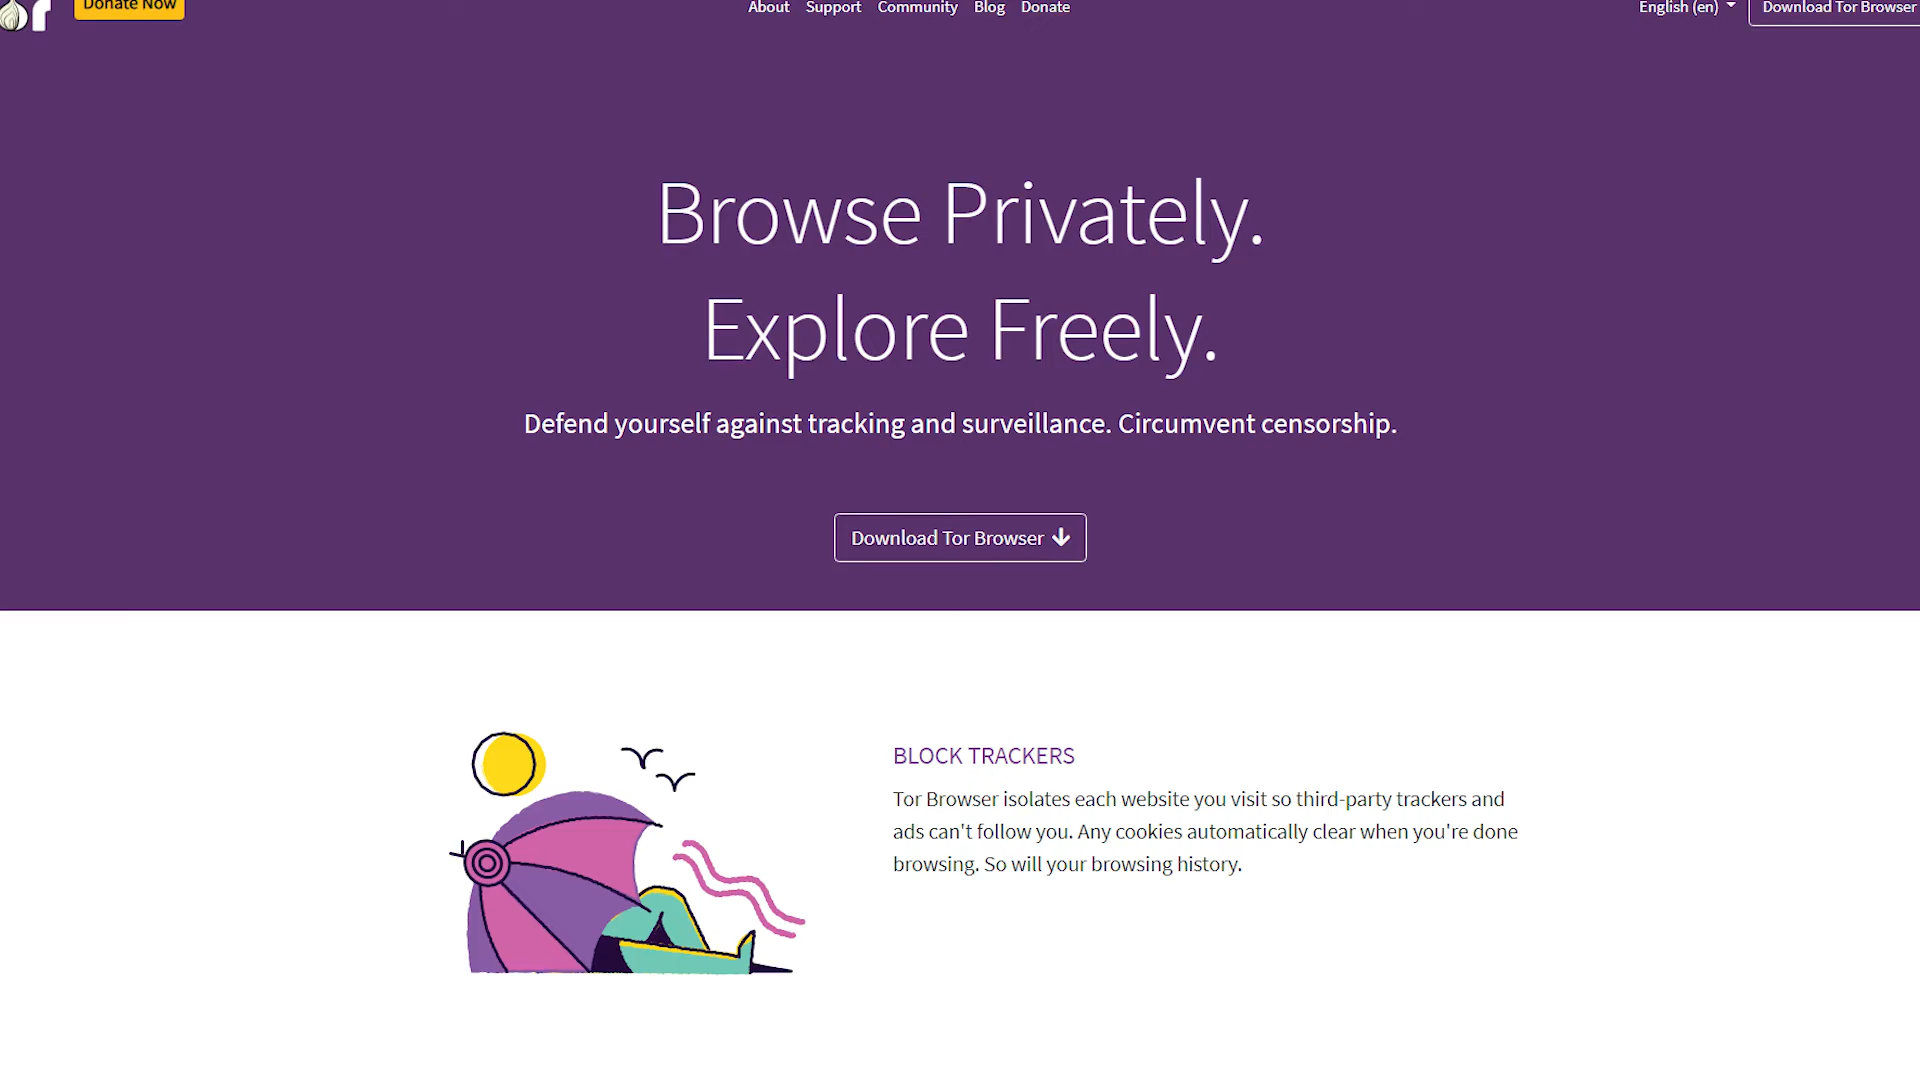 Donate Now
About Support Community Blog Donate
English (en)
Download Tor Browser
Browse Privately.
Explore Freely.
Defend yourself against tracking and surveillance. Circumvent censorship.
Download Tor Browser
BLOCK TRACKERS
Tor Browser isolates each website you visit so third-party trackers and
ads can't follow you. Any cookies automatically clear when you're done
browsing. So will your browsing history.